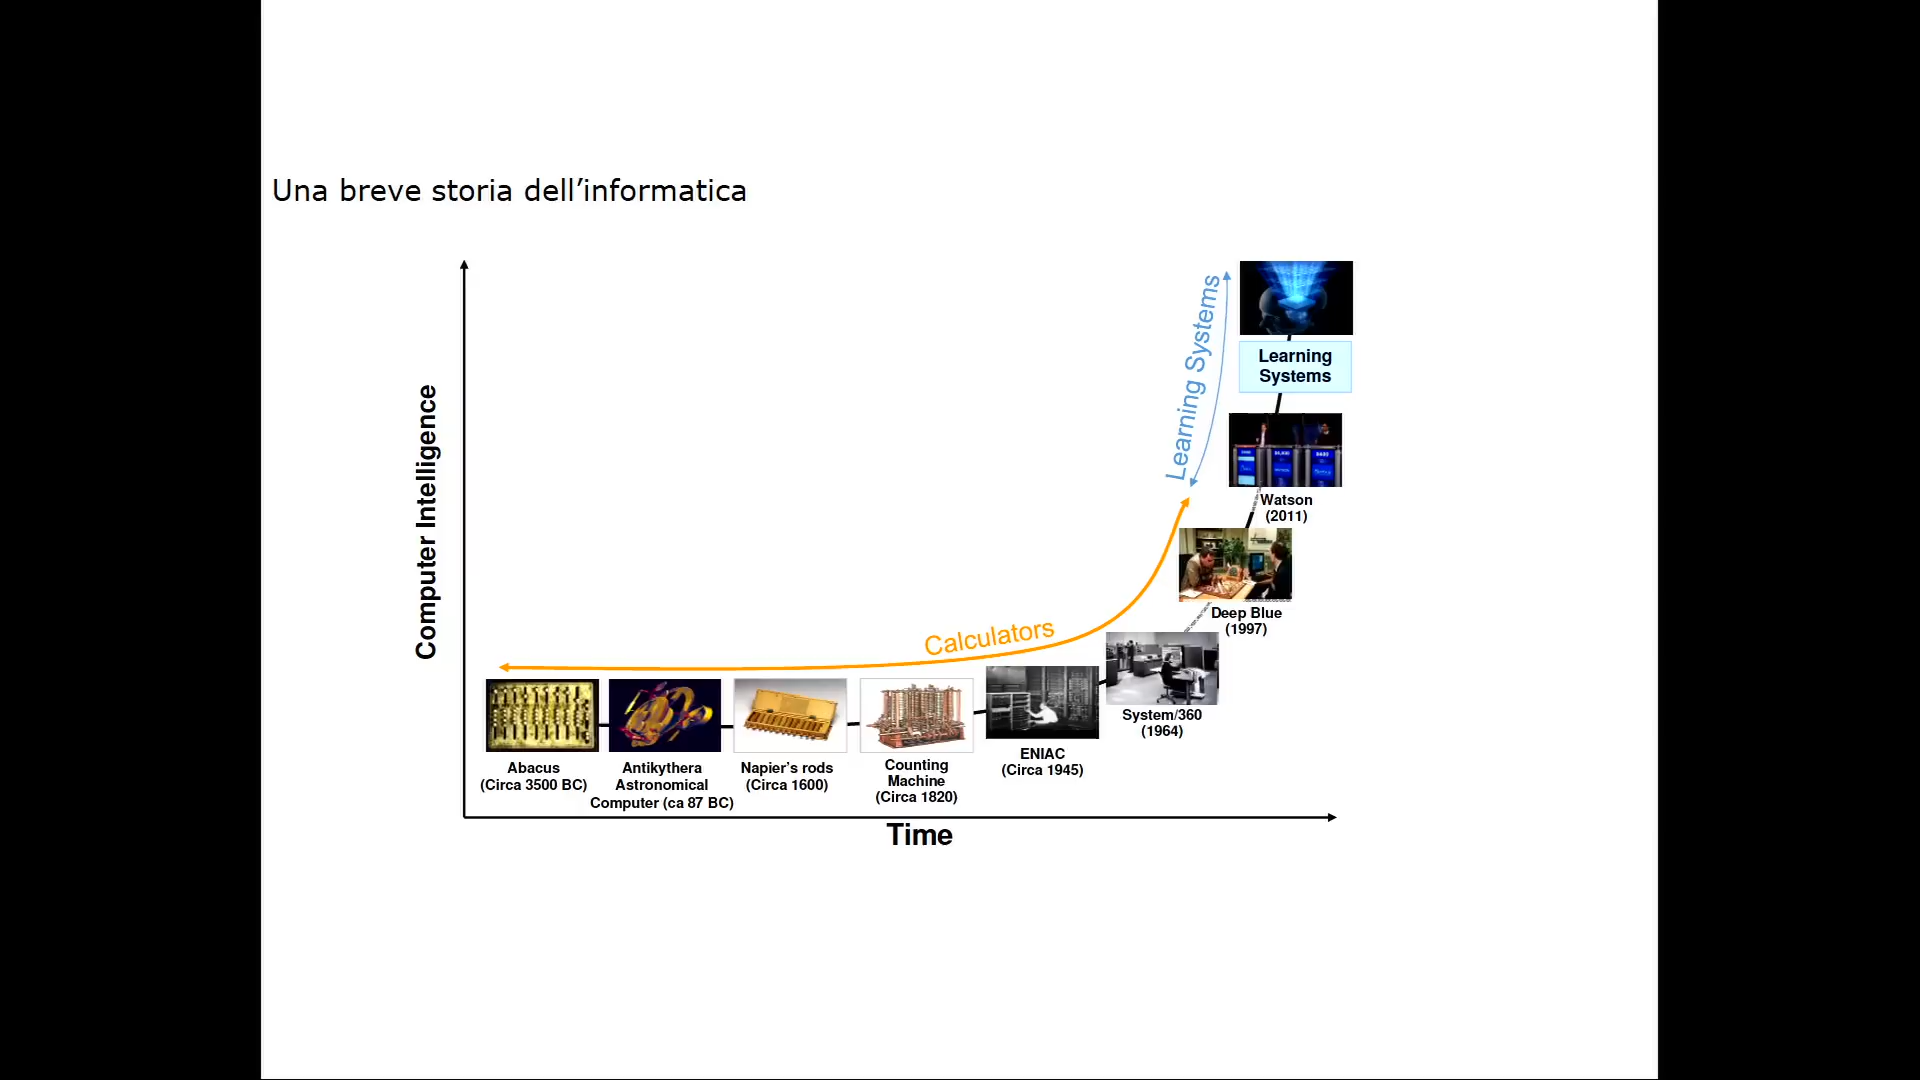 Una breve storia dell’informatica
Computer Intelligence
Learning Systems
Learning
Systems
Watson
(2011)
Deep Blue
(1997)
Calculators
System/360
(1964)
ENIAC
(Circa 1945)
Counting
Machine
(Circa 1820)
Napier’s rods
(Circa 1600)
Antikythera
Astronomical
Computer (ca 87 BC)
Abacus
(Circa 3500 BC)
Time